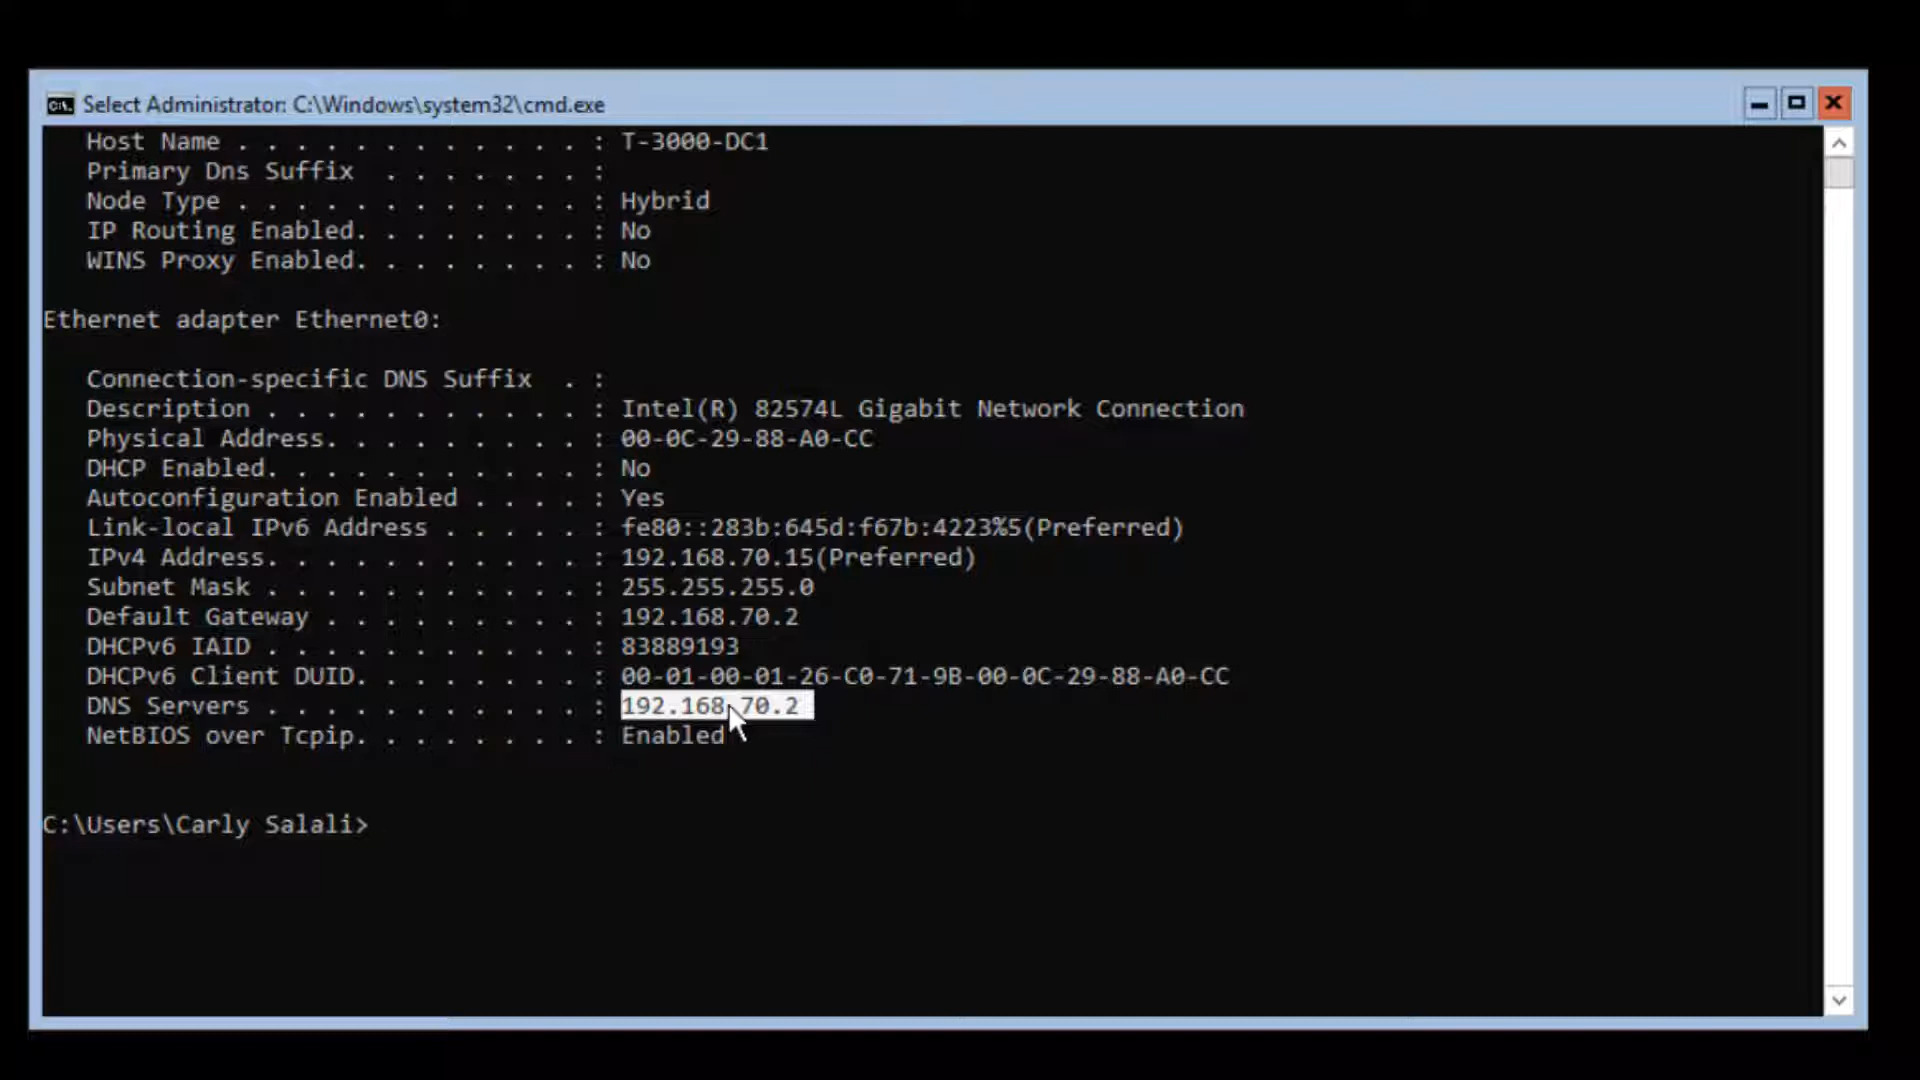 Select Administrator: C:\Windows\system32\cmd.exe
Host Name . . . . . . . . . . . . : T-3000-DC1
Primary Dns Suffix  . . . . . . . :
Node Type . . . . . . . . . . . . : Hybrid
IP Routing Enabled. . . . . . . . : No
WINS Proxy Enabled. . . . . . . . : No
Ethernet adapter Ethernet0:
Connection-specific DNS Suffix  . :
Description . . . . . . . . . . . : Intel(R) 82574L Gigabit Network Connection
Physical Address. . . . . . . . . : 00-0C-29-88-A0-CC
DHCP Enabled. . . . . . . . . . . : No
Autoconfiguration Enabled . . . . : Yes
Link-local IPv6 Address . . . . . : fe80::283b:645d:f67b:4223%5(Preferred)
IPv4 Address. . . . . . . . . . . : 192.168.70.15(Preferred)
Subnet Mask . . . . . . . . . . . : 255.255.255.0
Default Gateway . . . . . . . . . : 192.168.70.2
DHCPv6 IAID . . . . . . . . . . . : 83889193
DHCPv6 Client DUID. . . . . . . . : 00-01-00-01-26-C0-71-9B-00-0C-29-88-A0-CC
DNS Servers . . . . . . . . . . . : 192.168.70.2
NetBIOS over Tcpip. . . . . . . . : Enabled
C:\Users\Carly Salali>